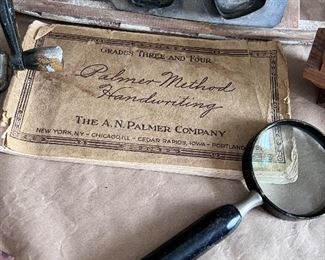 GRADES THREE AND FOUR
Palmer Method
Handwriting
THE A. N. PALMER COMPANY
NEW YORK, N.Y. - CHICAGO, ILL. - CEDAR RAPIDS, IOWA - PORTLAND